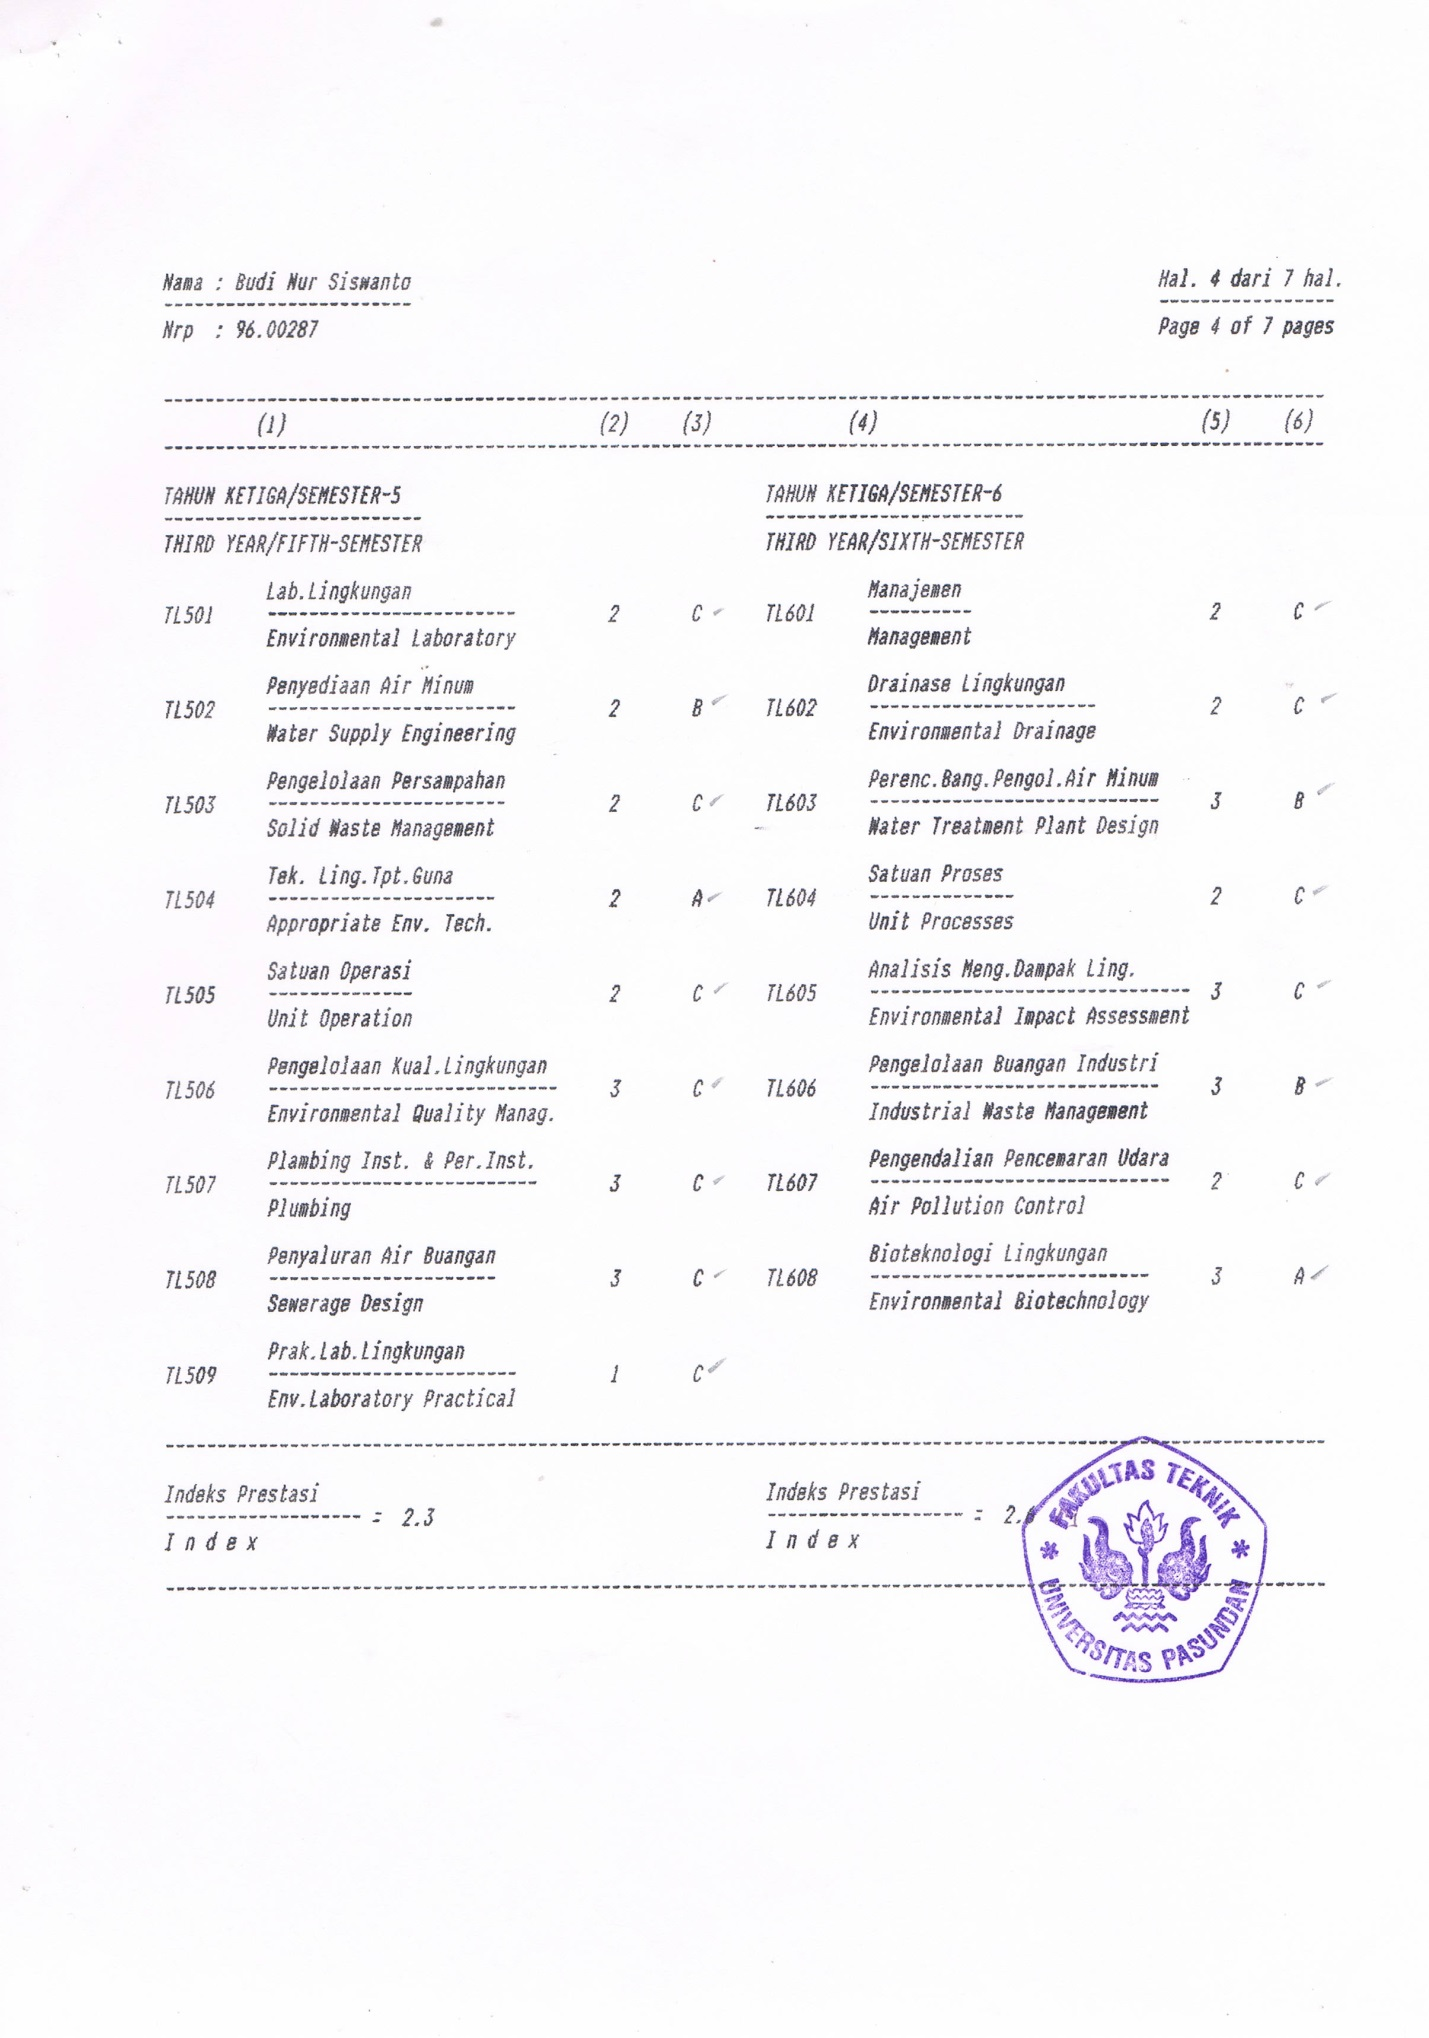 Nama : Budi Nur Siswanto
Nrp : 96.00287
Hal. 4 dari 7 hal.
Page 4 of 7 pages
(1) (2) (3) (4) (5) (6)
TAHUN KETIGA/SEMESTER-5
THIRD YEAR/FIFTH-SEMESTER
TL501 Lab.Lingkungan 2 C
Environmental Laboratory
TL502 Penyediaan Air Minum 2 B
Water Supply Engineering
TL503 Pengelolaan Persampahan 2 C
Solid Waste Management
TL504 Tek. Ling.Tpt.Guna 2 A
Appropriate Env. Tech.
TL505 Satuan Operasi 2 C
Unit Operation
TL506 Pengelolaan Kual.Lingkungan 3 C
Environmental Quality Manag.
TL507 Plambing Inst. & Per.Inst. 3 C
Plumbing
TL508 Penyaluran Air Buangan 3 C
Sewerage Design
TL509 Prak.Lab.Lingkungan 1 C
Env.Laboratory Practical
Indeks Prestasi = 2.3
Index
TAHUN KETIGA/SEMESTER-6
THIRD YEAR/SIXTH-SEMESTER
TL601 Manajemen 2 C
Management
TL602 Drainase Lingkungan 2 C
Environmental Drainage
TL603 Perenc.Bang.Pengol.Air Minum 3 B
Water Treatment Plant Design
TL604 Satuan Proses 2 C
Unit Processes
TL605 Analisis Meng.Dampak Ling. 3 C
Environmental Impact Assessment
TL606 Pengelolaan Buangan Industri 3 B
Industrial Waste Management
TL607 Pengendalian Pencemaran Udara 2 C
Air Pollution Control
TL608 Bioteknologi Lingkungan 3 A
Environmental Biotechnology
Indeks Prestasi =
Index
FAKULTAS TEKNIK
UNIVERSITAS PASUNDAN